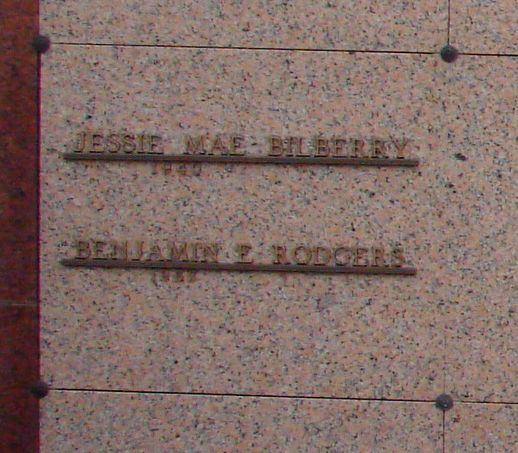 JESSIE MAE BILBERRY
BENJAMIN E RODGERS